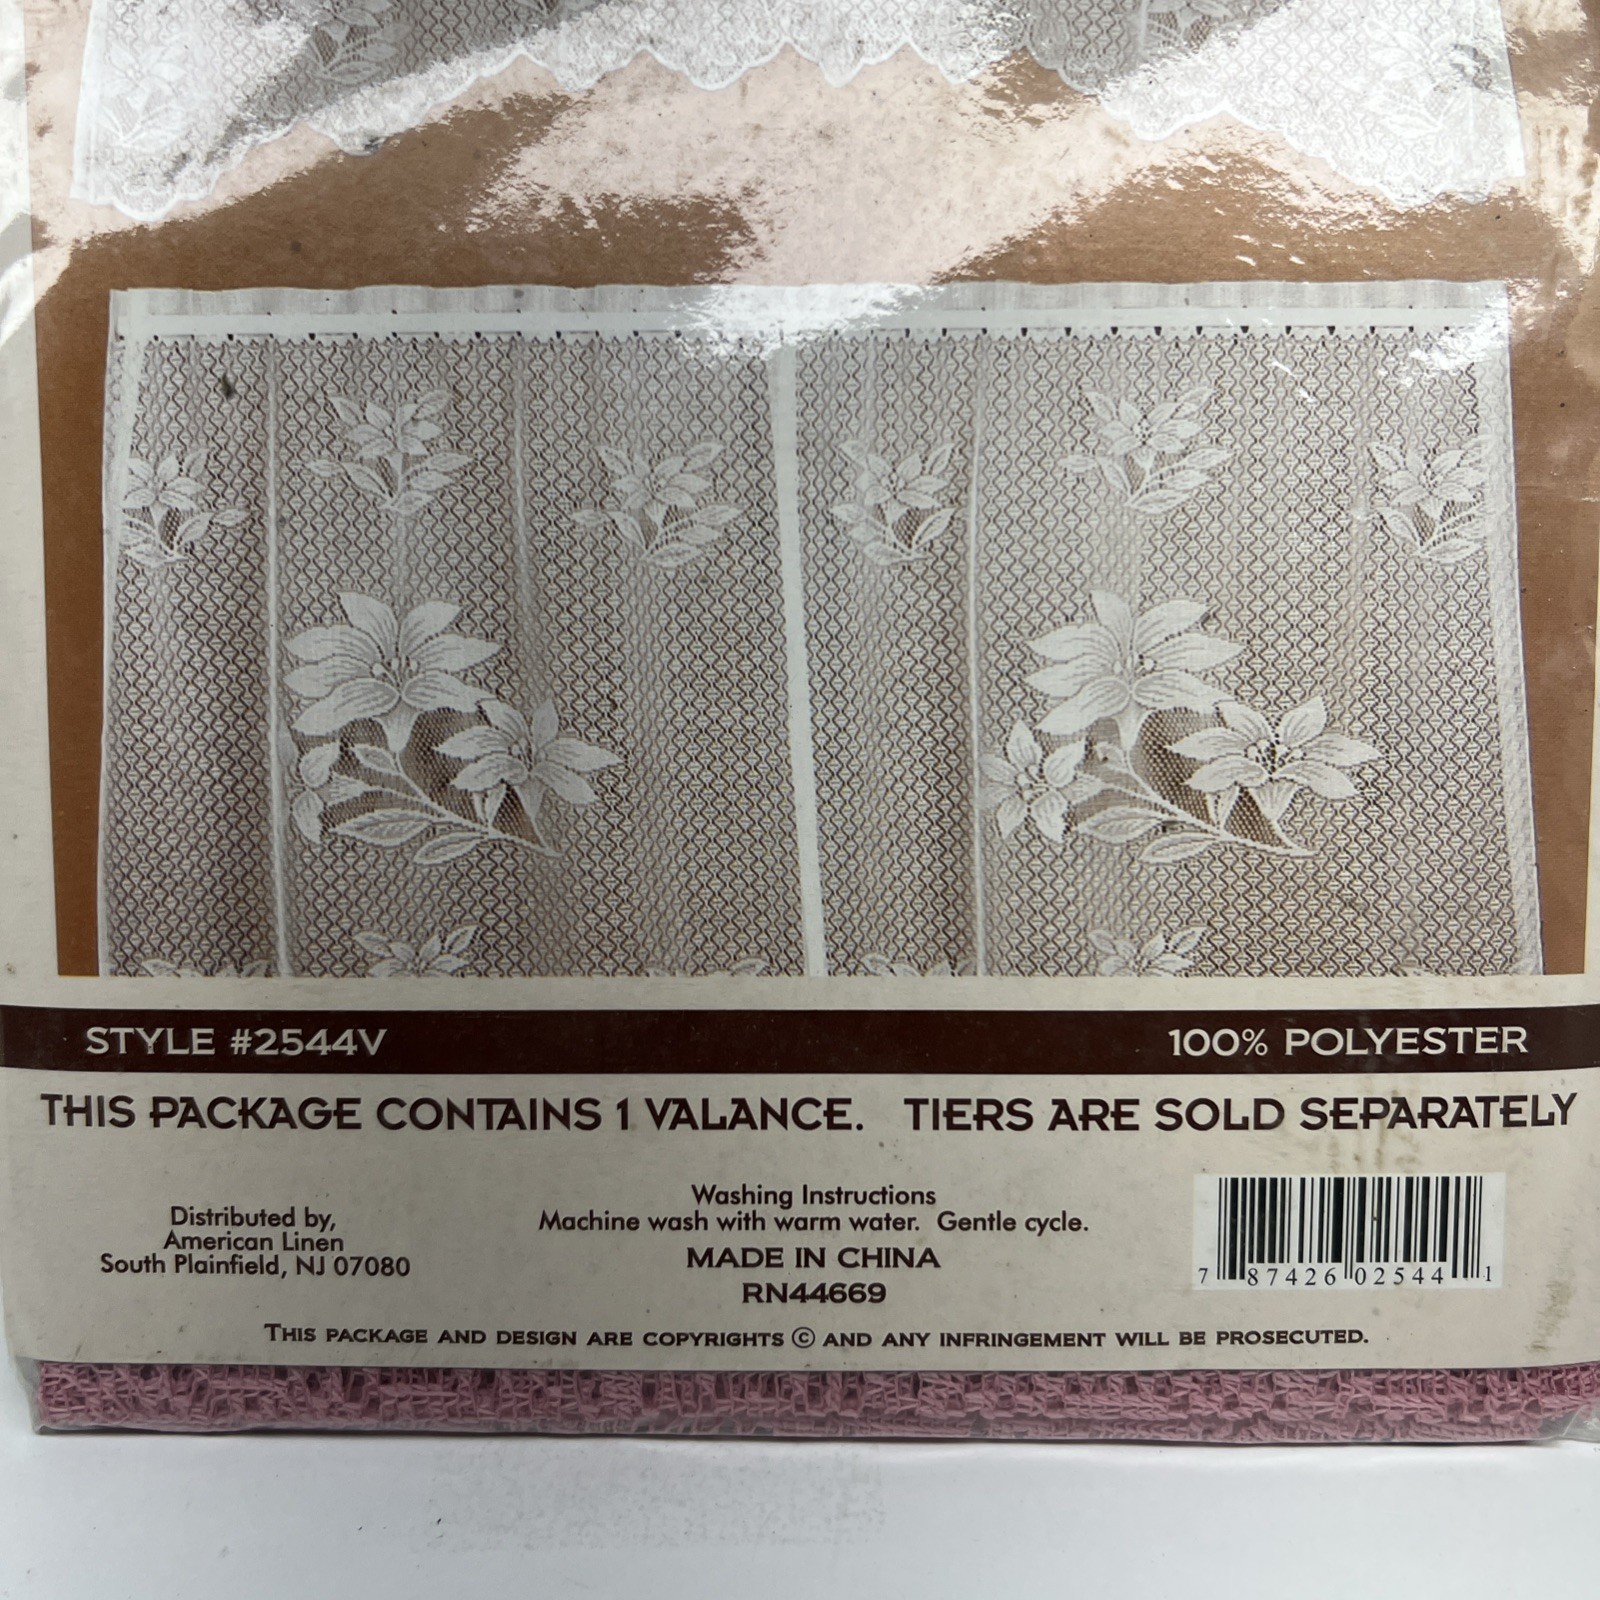 STYLE #2544V
100% POLYESTER
THIS PACKAGE CONTAINS 1 VALANCE. TIERS ARE SOLD SEPARATELY
Distributed by,
American Linen
South Plainfield, NJ 07080
Washing Instructions
Machine wash with warm water. Gentle cycle.
MADE IN CHINA
RN44669
7 87426 02544 1
THIS PACKAGE AND DESIGN ARE COPYRIGHTS © AND ANY INFRINGEMENT WILL BE PROSECUTED.